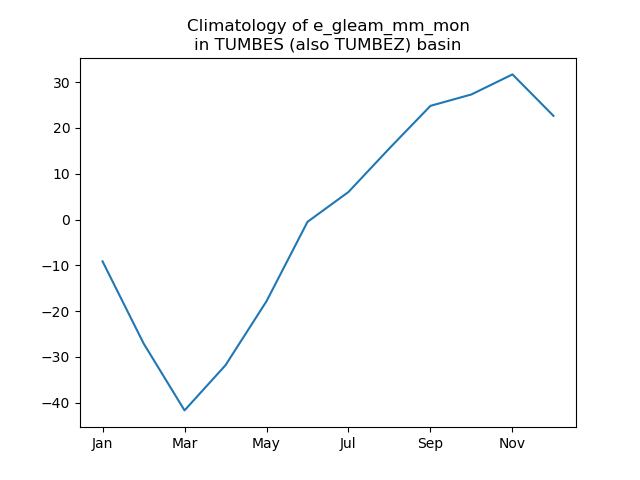 Climatology of e_gleam_mm_mon
in TUMBES (also TUMBEZ) basin
30
20
10
0
−10
−20
−30
−40
Jan Mar May Jul Sep Nov